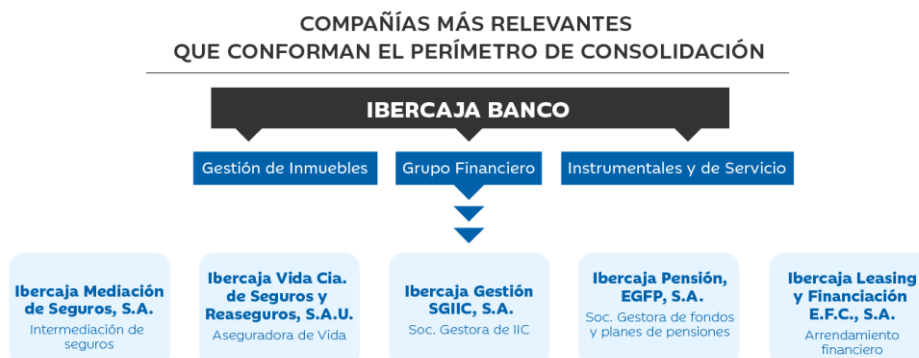 COMPAÑÍAS MÁS RELEVANTES
QUE CONFORMAN EL PERÍMETRO DE CONSOLIDACIÓN
IBERCAJA BANCO
Gestión de Inmuebles
Grupo Financiero
Instrumentales y de Servicio
Ibercaja Mediación
de Seguros, S.A.
Intermediación de
seguros
Ibercaja Vida Cia.
de Seguros y
Reaseguros, S.A.U.
Aseguradora de Vida
Ibercaja Gestión
SGIIC, S.A.
Soc. Gestora de IIC
Ibercaja Pensión,
EGFP, S.A.
Soc. Gestora de fondos
y planes de pensiones
Ibercaja Leasing
y Financiación
E.F.C., S.A.
Arrendamiento
financiero